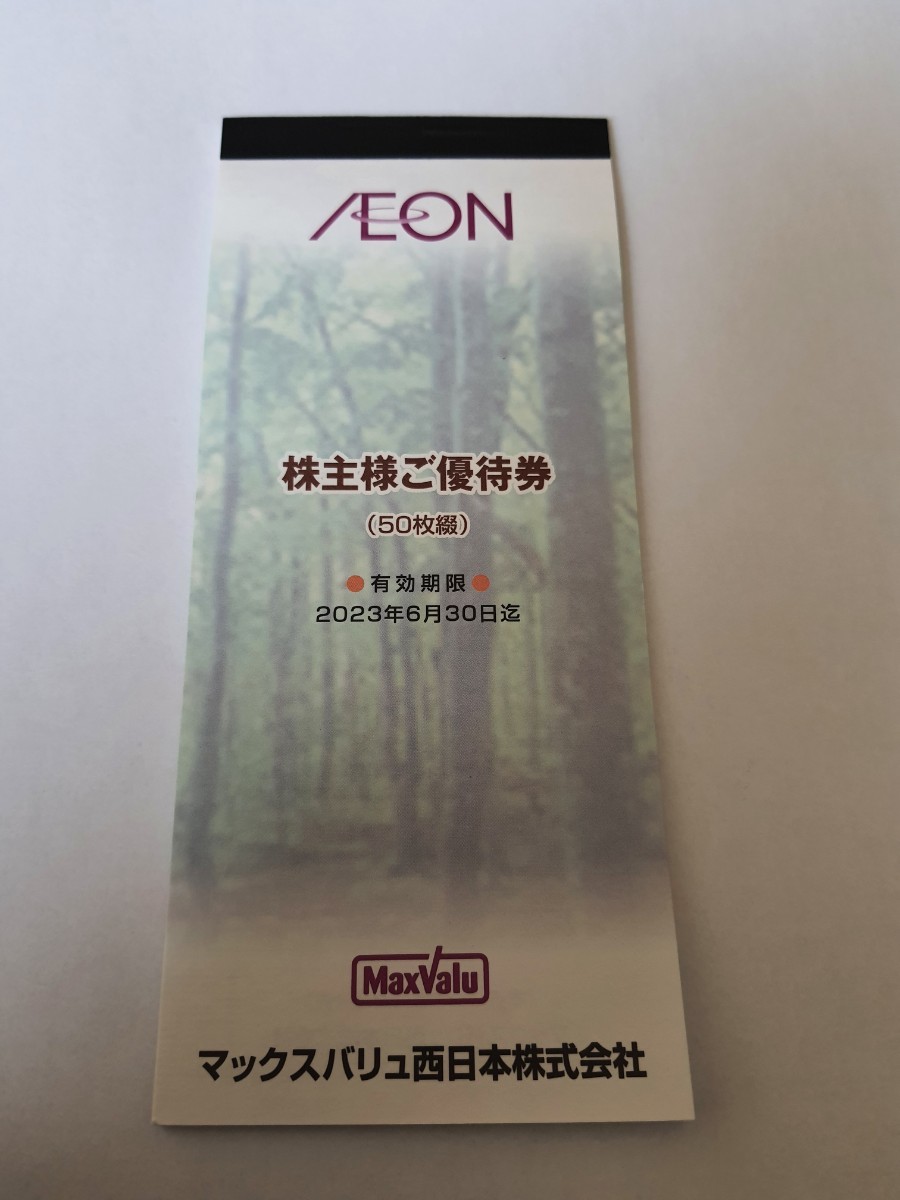 ÆON
株主様ご優待券
(50枚綴)
●有効期限●
2023年6月30日迄
MaxValu
マックスバリュ西日本株式会社